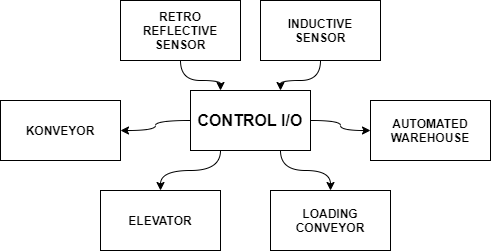 RETRO
REFLECTIVE
SENSOR
INDUCTIVE
SENSOR
KONVEYOR
CONTROL I/O
AUTOMATED
WAREHOUSE
ELEVATOR
LOADING
CONVEYOR